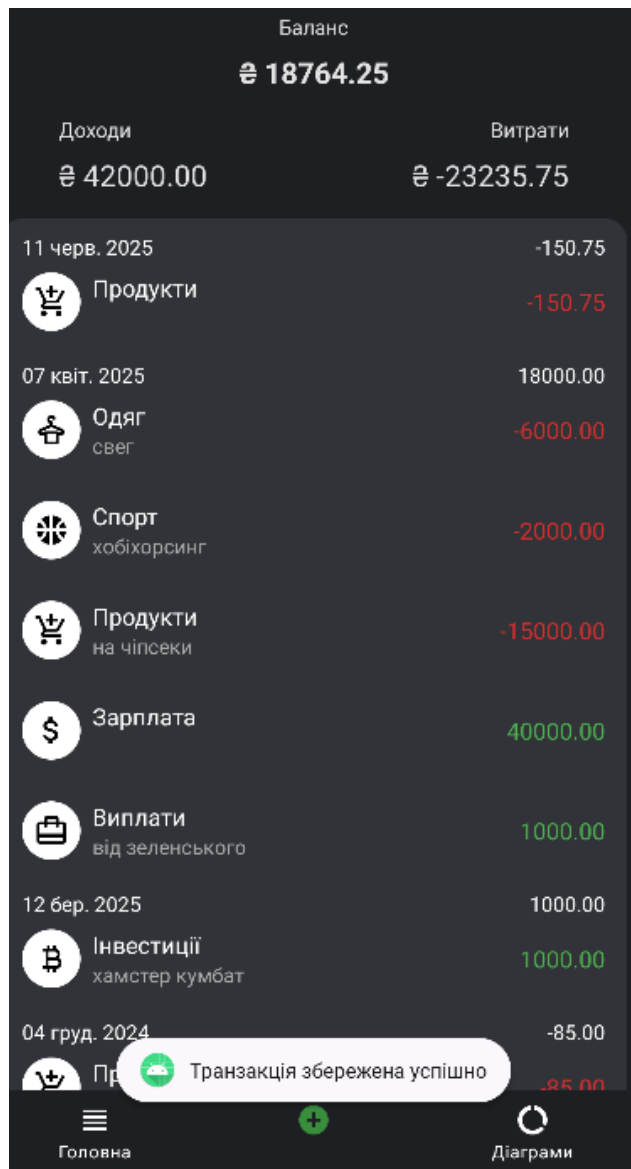 Баланс
₴ 18764.25
Доходи Витрати
₴ 42000.00 ₴ -23235.75
11 черв. 2025 -150.75
Продукти
-150.75
07 квіт. 2025 18000.00
Одяг
-6000.00
свег
Спорт
-2000.00
хобіхорсинг
Продукти
-15000.00
на чіпсеки
Зарплата
40000.00
Виплати
1000.00
від зеленського
12 бер. 2025 1000.00
Інвестиції
1000.00
хамстер кумбат
04 груд. 2024 -85.00
Транзакція збережена успішно
-85.00
Головна Діаграми